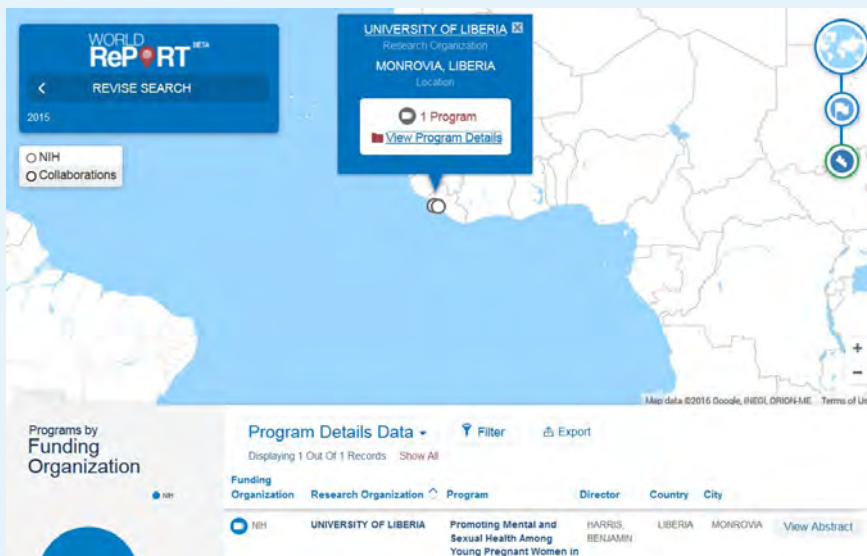 WORLD
RePORT BETA
REVISE SEARCH
2015
NIH
Collaborations
UNIVERSITY OF LIBERIA
Research Organization
MONROVIA, LIBERIA
Location
1 Program
View Program Details
+
−
Map data ©2016 Google, INEGI, ORION-ME Terms of Us
Programs by
Funding
Organization
NIH
Program Details Data
Filter
Export
Displaying 1 Out Of 1 Records Show All
Funding
Organization Research Organization Program Director Country City
NIH UNIVERSITY OF LIBERIA Promoting Mental and HARRIS, LIBERIA MONROVIA View Abstract
Sexual Health Among BENJAMIN
Young Pregnant Women in